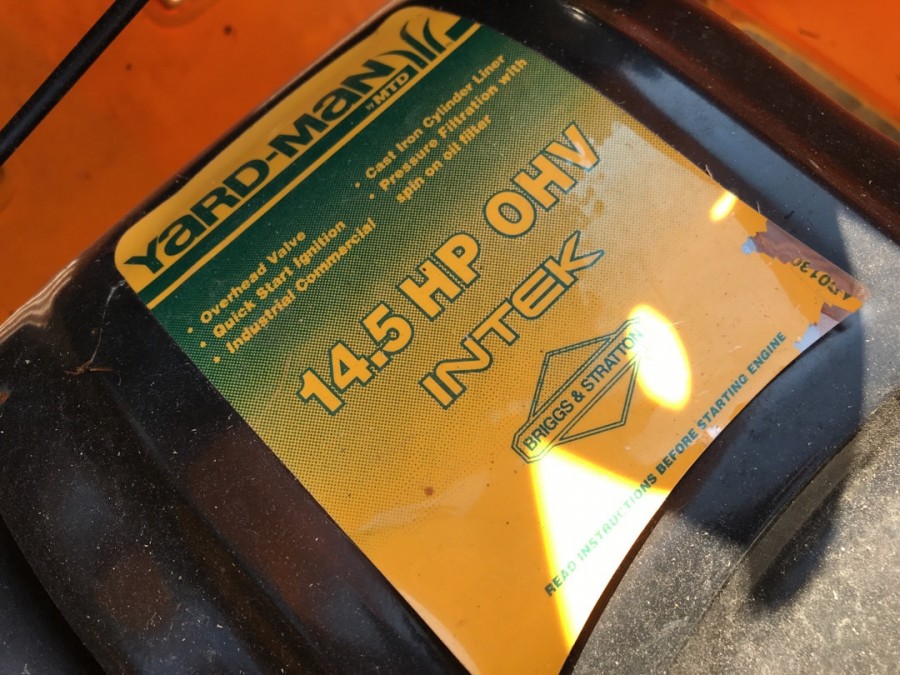 YARD-MAN
BY MTD
• Overhead Valve
• Quick Start Ignition
• Industrial Commercial
• Cast Iron Cylinder Liner
• Pressure Filtration with
spin on oil filter
14.5 HP OHV
INTEK
BRIGGS & STRATTON
READ INSTRUCTIONS BEFORE STARTING ENGINE